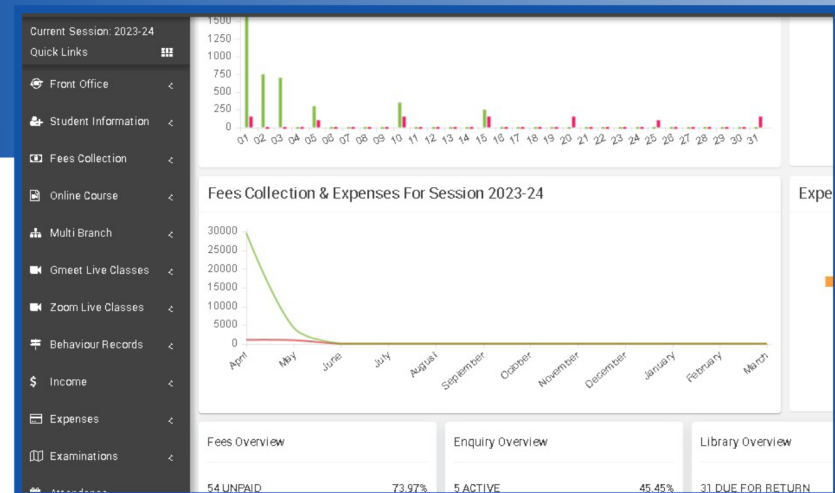 Current Session: 2023-24
Quick Links
Front Office
Student Information
Fees Collection
Online Course
Multi Branch
Gmeet Live Classes
Zoom Live Classes
Behaviour Records
$ Income
Expenses
Examinations
Attendance
1500
1250
1000
750
500
250
0
01 02 03 04 05 06 07 08 09 10 11 12 13 14 15 16 17 18 19 20 21 22 23 24 25 26 27 28 29 30 31
Fees Collection & Expenses For Session 2023-24
30000
25000
20000
15000
10000
5000
0
April May June July August September October November December January February March
Expe
Fees Overview
54 UNPAID 73.97%
Enquiry Overview
5 ACTIVE 45.45%
Library Overview
31 DUE FOR RETURN